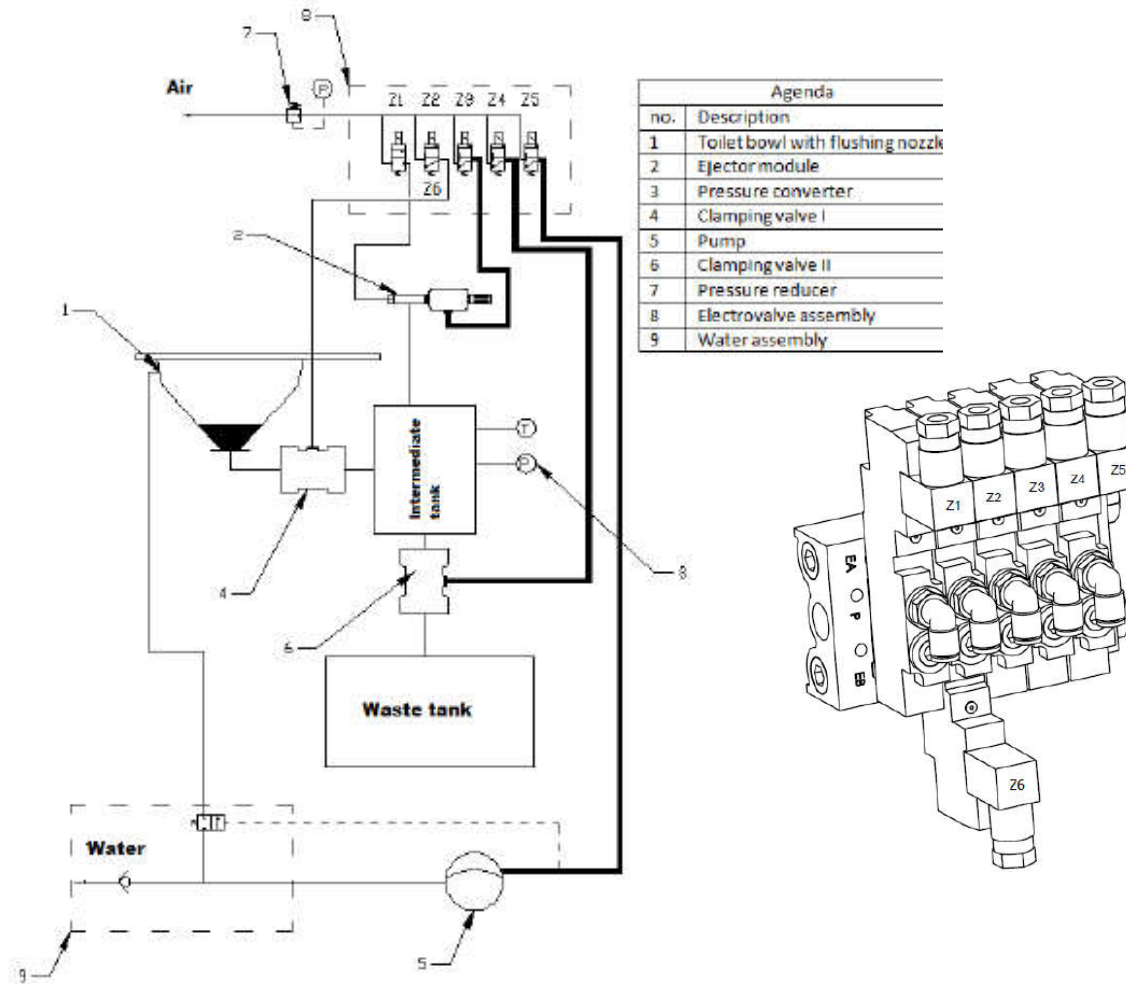 8
7
Air
P
Z1 Z2 Z3 Z4 Z5
Z6
Agenda
no. Description
1 Toilet bowl with flushing nozzle
2 Ejector module
3 Pressure converter
4 Clamping valve I
5 Pump
6 Clamping valve II
7 Pressure reducer
8 Electrovalve assembly
9 Water assembly
2
1
Intermediate
tank
T
P
3
4
6
Waste tank
Water
9
5
Z1 Z2 Z3 Z4 Z5
EA
P
EB
Z6